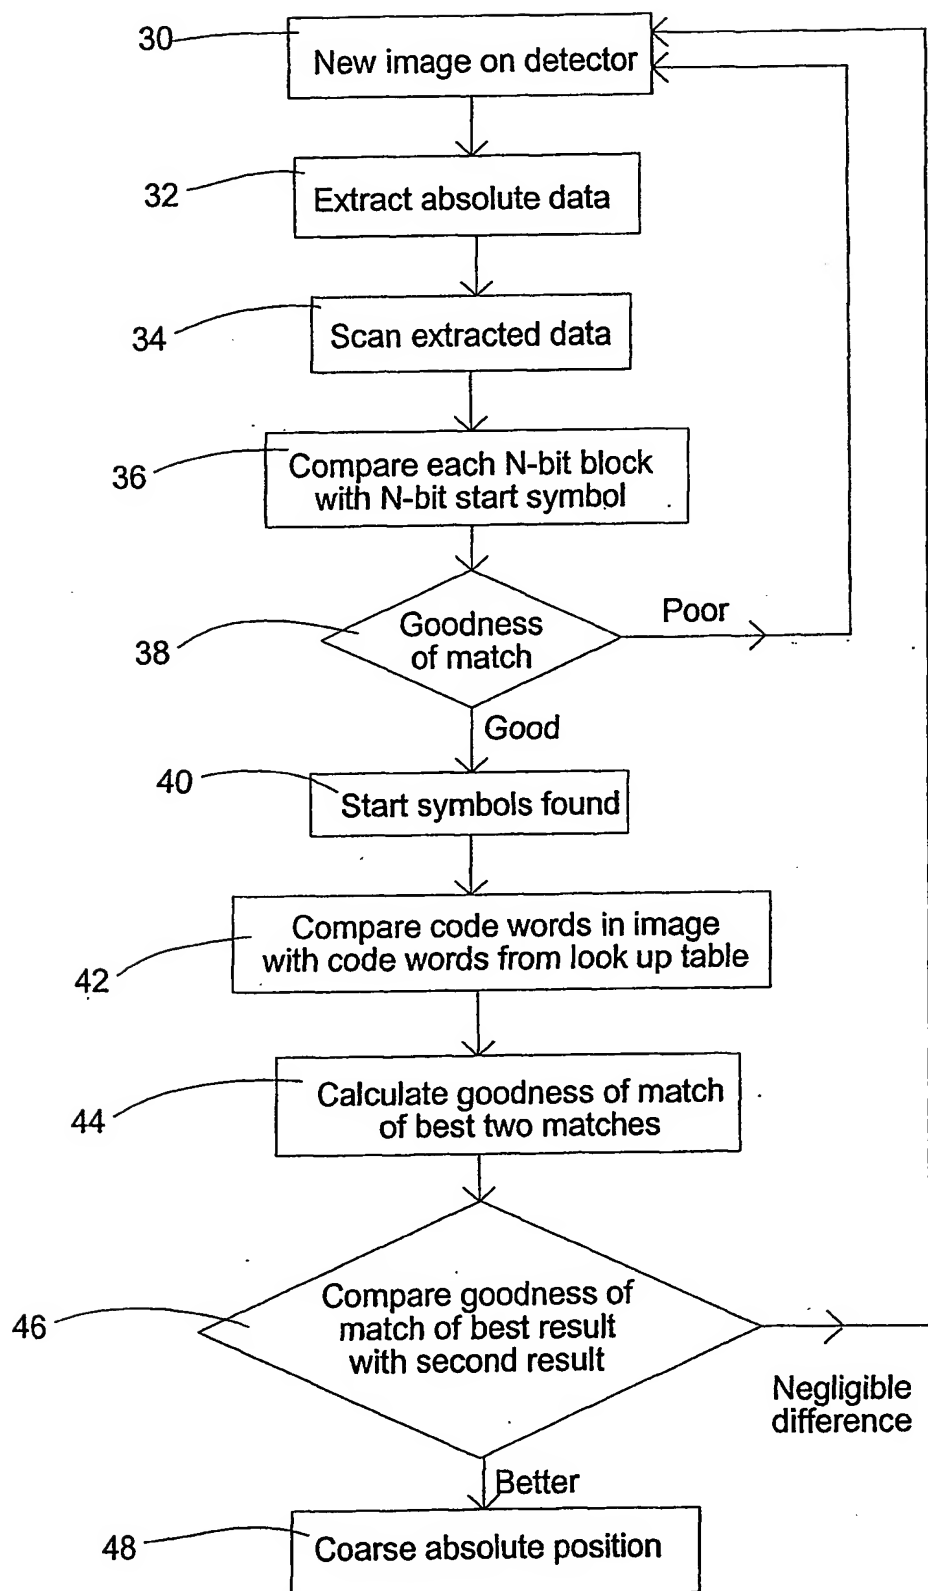 30
New image on detector
32
Extract absolute data
34
Scan extracted data
36
Compare each N-bit block
with N-bit start symbol
38
Goodness
of match
Poor
Good
40
Start symbols found
42
Compare code words in image
with code words from look up table
44
Calculate goodness of match
of best two matches
46
Compare goodness of
match of best result
with second result
Negligible
difference
Better
48
Coarse absolute position